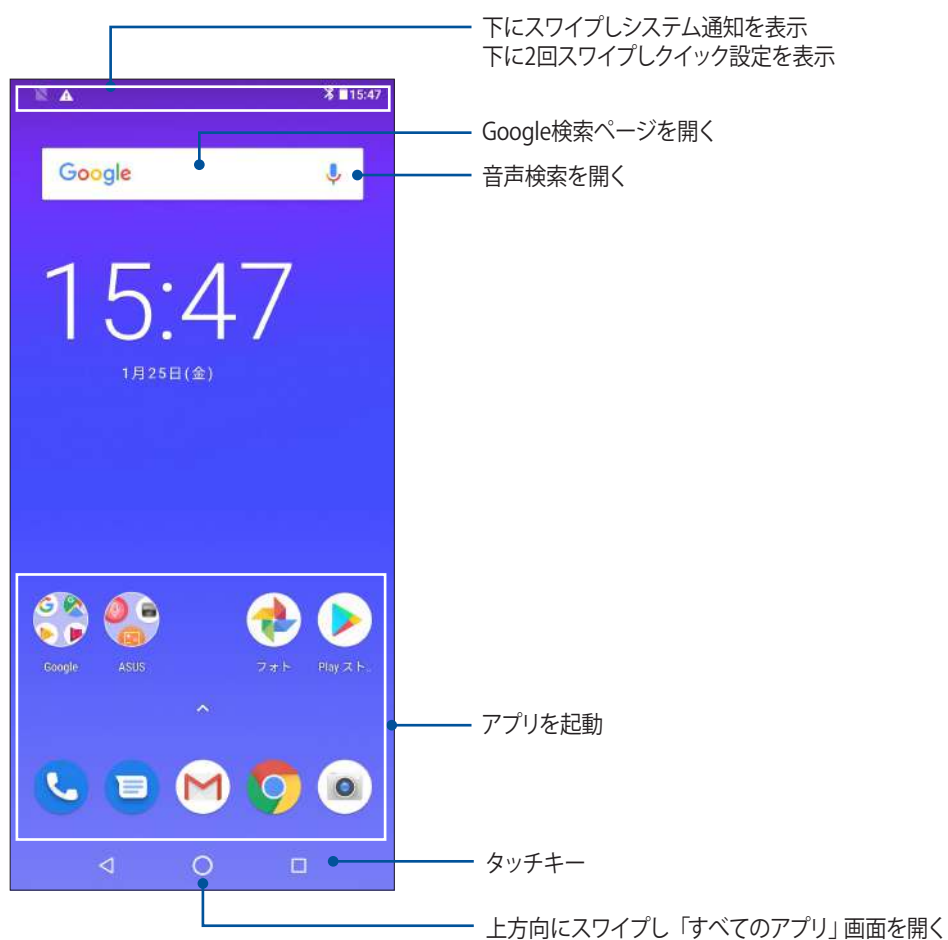 下にスワイプしシステム通知を表示
下に2回スワイプしクイック設定を表示
15:47
Google検索ページを開く
Google
音声検索を開く
15:47
1月25日(金)
Google
ASUS
フォト
Play スト..
アプリを起動
タッチキー
上方向にスワイプし「すべてのアプリ」画面を開く